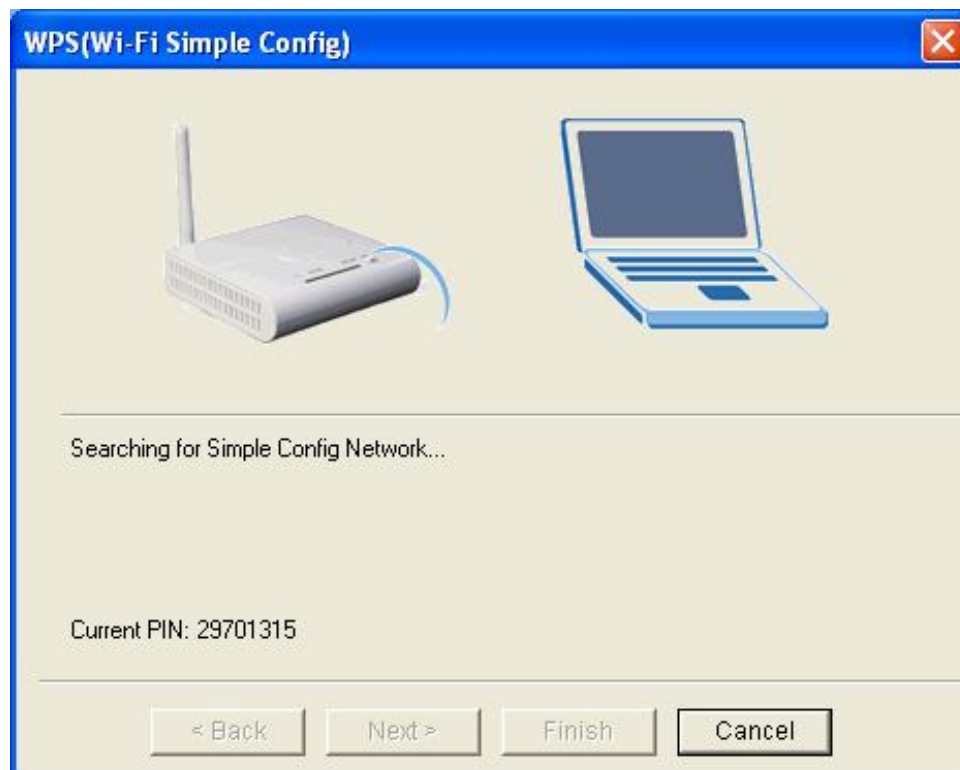 WPS(Wi-Fi Simple Config)
Searching for Simple Config Network...
Current PIN: 29701315
< Back Next > Finish Cancel